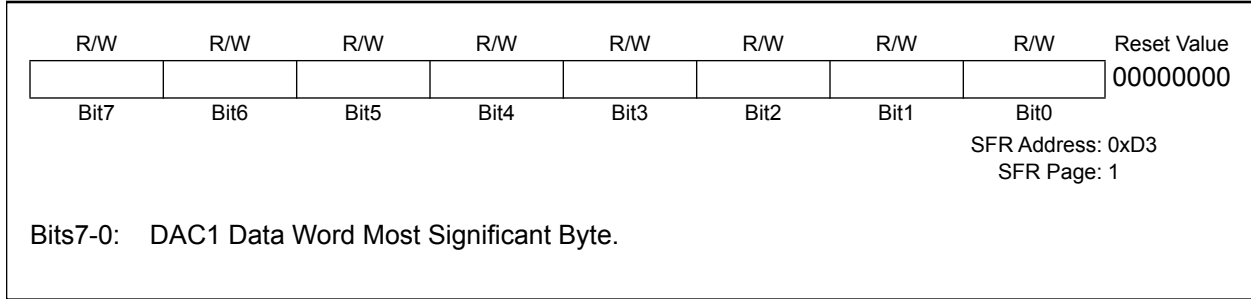 R/W R/W R/W R/W R/W R/W R/W R/W Reset Value
00000000
Bit7 Bit6 Bit5 Bit4 Bit3 Bit2 Bit1 Bit0
SFR Address: 0xD3
SFR Page: 1
Bits7-0: DAC1 Data Word Most Significant Byte.